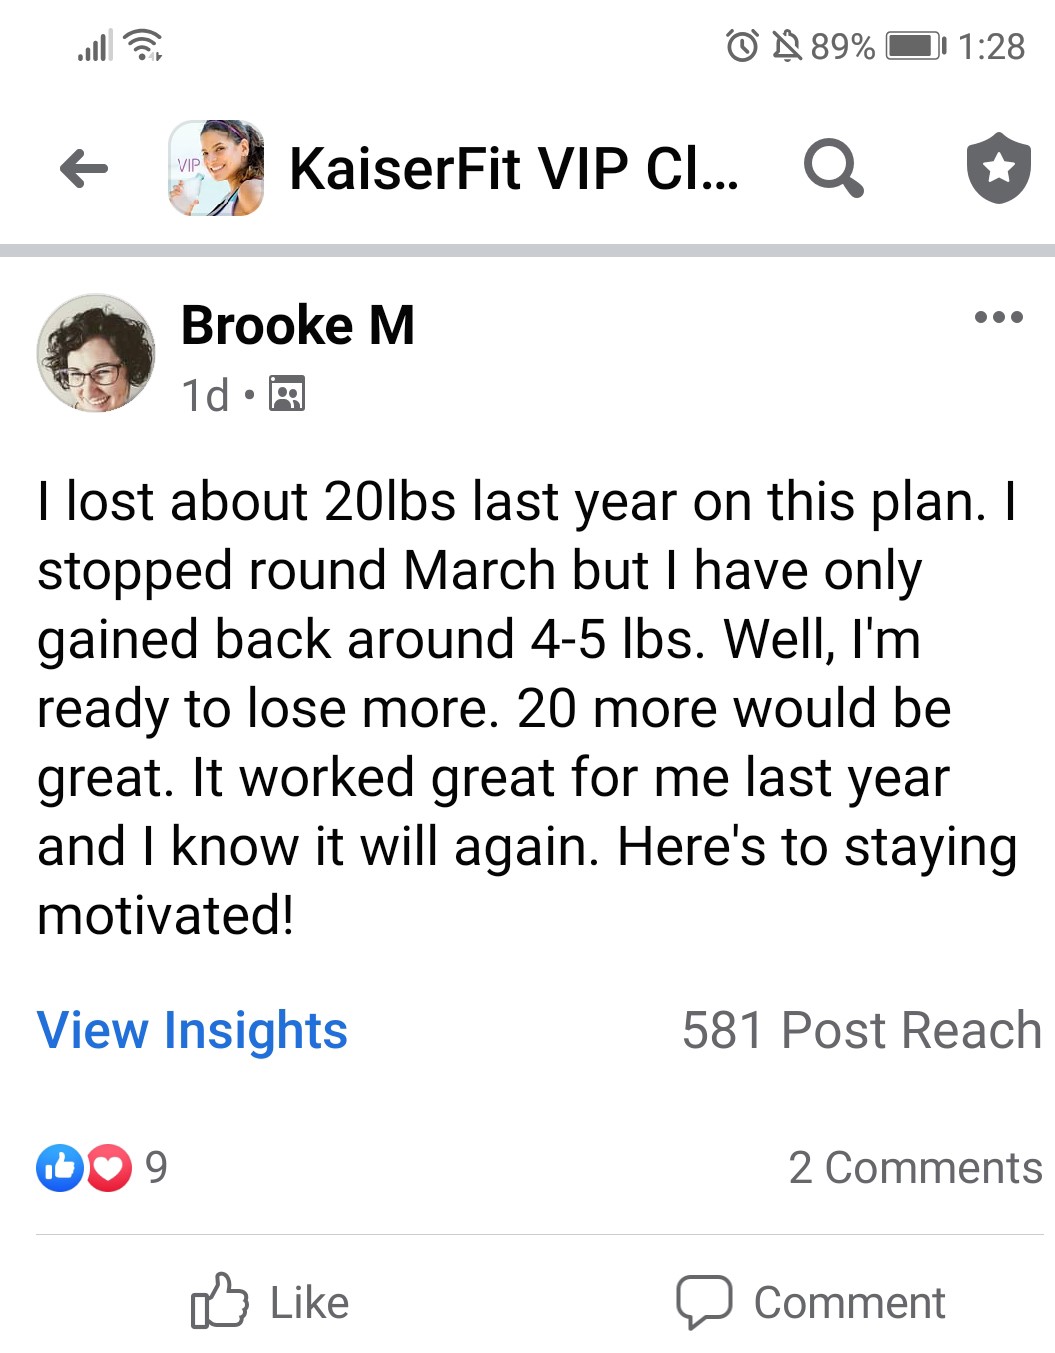 89% 1:28
VIP
KaiserFit VIP Cl...
Brooke M
1d •
I lost about 20lbs last year on this plan. I
stopped round March but I have only
gained back around 4-5 lbs. Well, I'm
ready to lose more. 20 more would be
great. It worked great for me last year
and I know it will again. Here's to staying
motivated!
View Insights 581 Post Reach
9 2 Comments
Like Comment